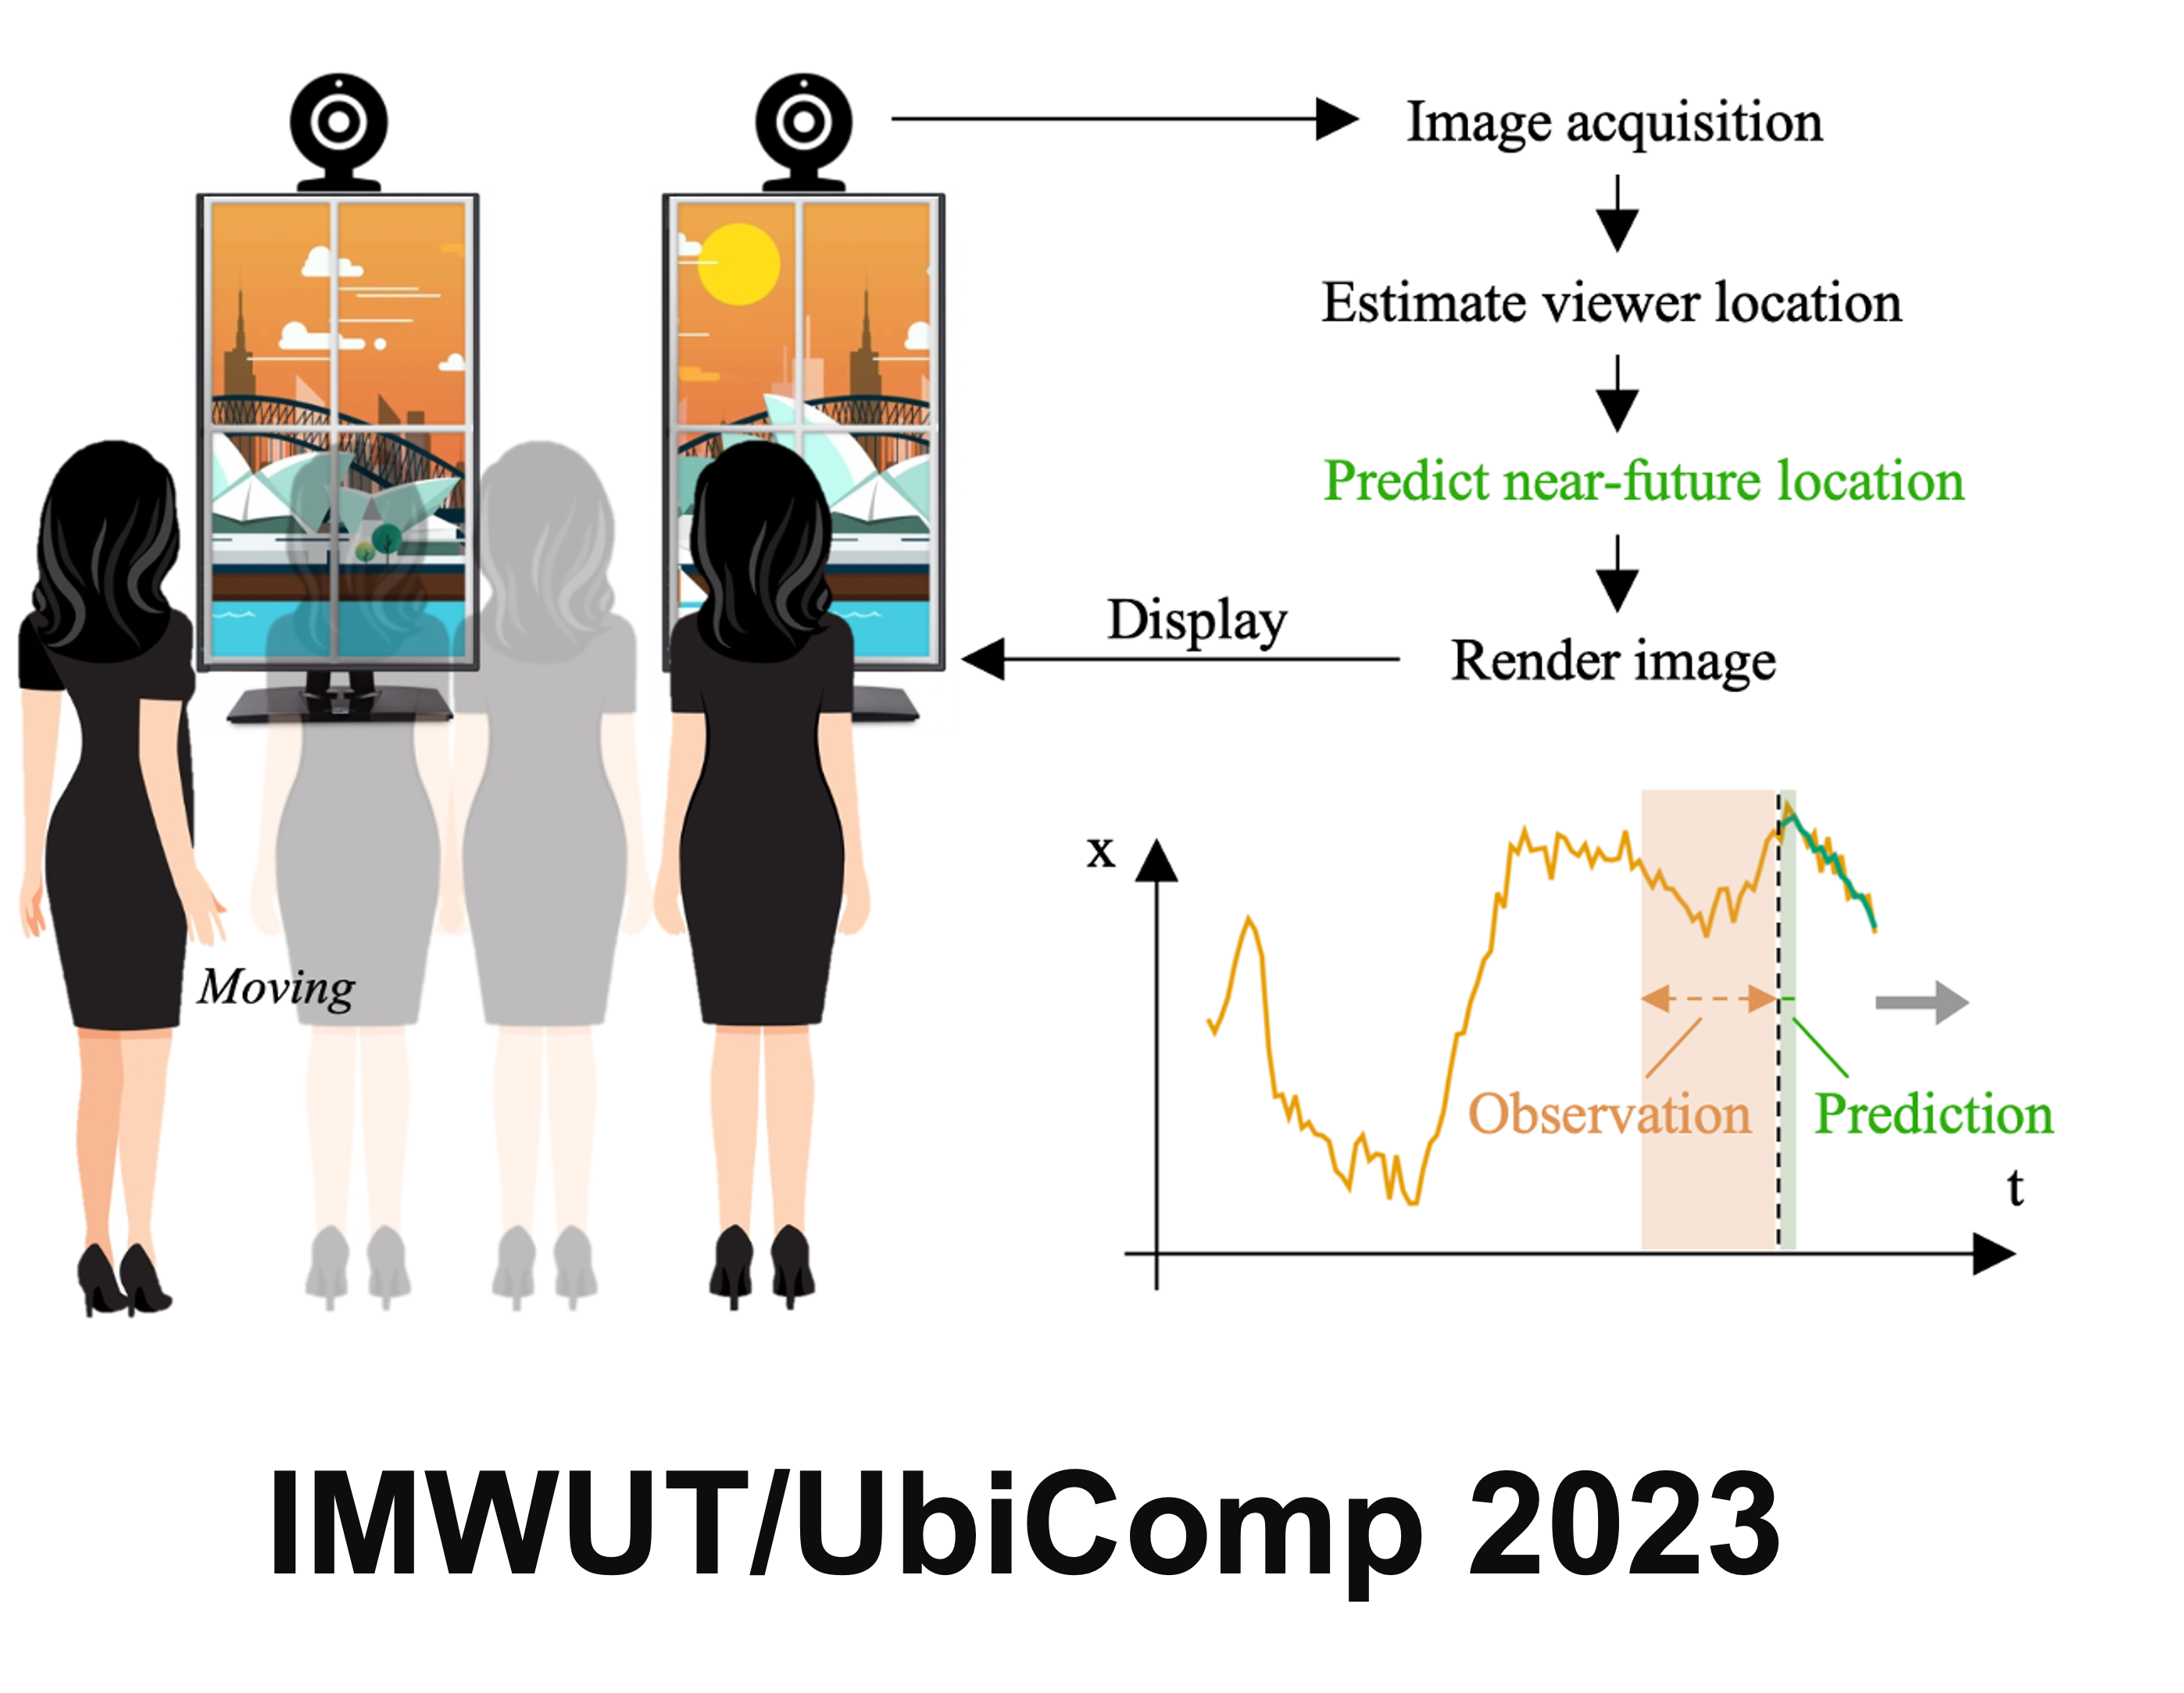 Image acquisition
Estimate viewer location
Predict near-future location
Render image
Display
Moving
x
Observation
Prediction
t
IMWUT/UbiComp 2023